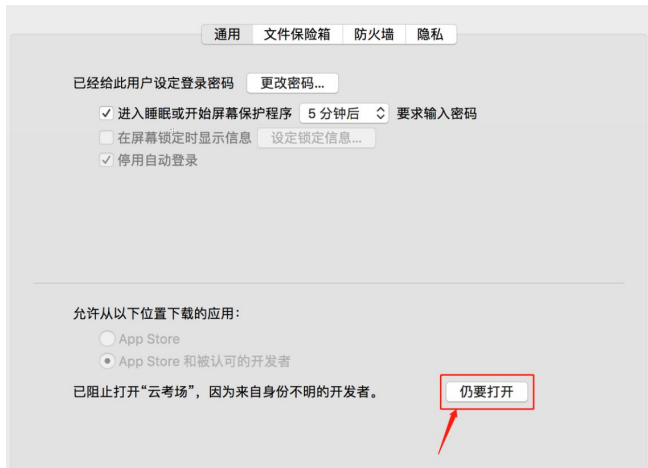 通用 文件保险箱 防火墙 隐私
已经给此用户设定登录密码 更改密码...
进入睡眠或开始屏幕保护程序 5 分钟后 要求输入密码
在屏幕锁定时显示信息 设定锁定信息...
停用自动登录
允许从以下位置下载的应用：
App Store
App Store 和被认可的开发者
已阻止打开“云考场”，因为来自身份不明的开发者。 仍要打开